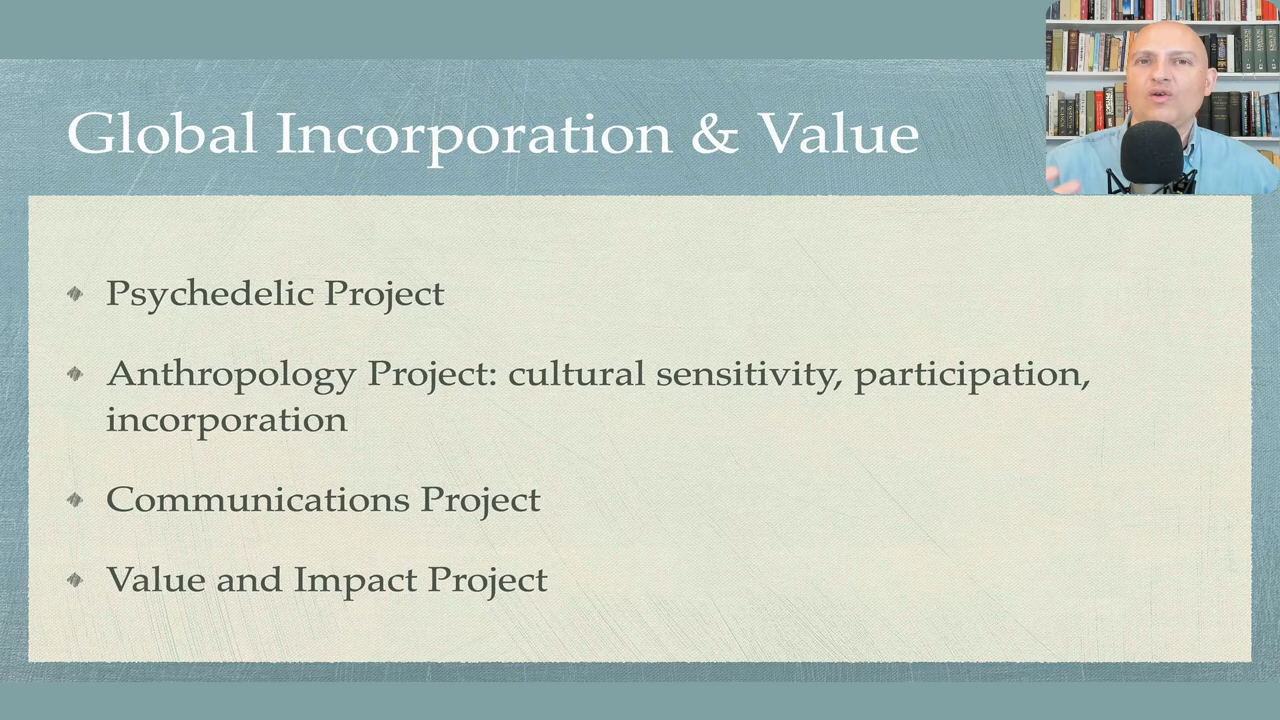 Global Incorporation & Value
Psychedelic Project
Anthropology Project: cultural sensitivity, participation,
incorporation
Communications Project
Value and Impact Project